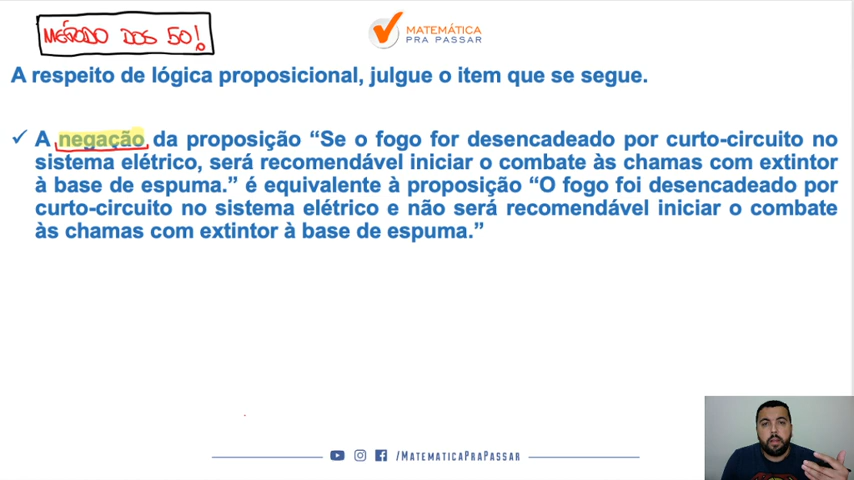 MÉTODO DOS 50!
MATEMÁTICA
PRA PASSAR
A respeito de lógica proposicional, julgue o item que se segue.
✓ A negação da proposição “Se o fogo for desencadeado por curto-circuito no
sistema elétrico, será recomendável iniciar o combate às chamas com extintor
à base de espuma.” é equivalente à proposição “O fogo foi desencadeado por
curto-circuito no sistema elétrico e não será recomendável iniciar o combate
às chamas com extintor à base de espuma.”
/MatematicaPraPassar